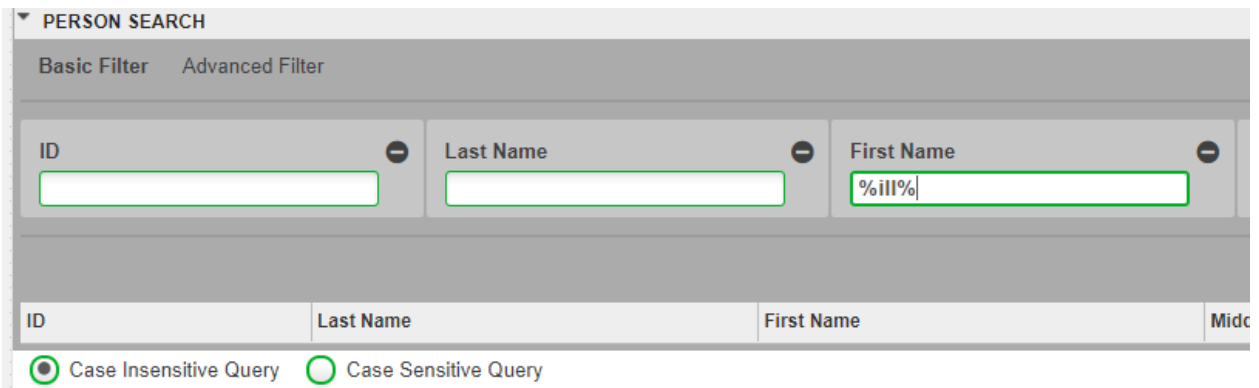 PERSON SEARCH
Basic Filter Advanced Filter
ID Last Name First Name
%ill%
ID Last Name First Name
Case Insensitive Query Case Sensitive Query